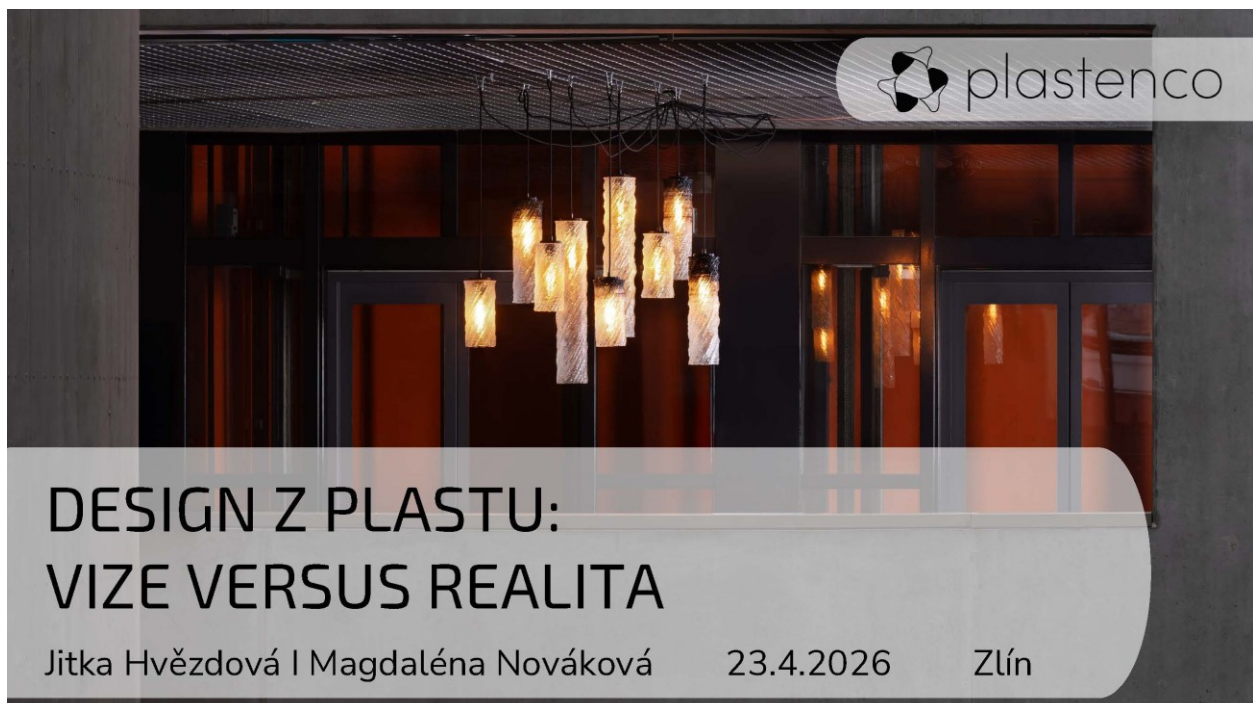 plastenco
DESIGN Z PLASTU:
VIZE VERSUS REALITA
Jitka Hvězdová I Magdaléna Nováková 23.4.2026 Zlín